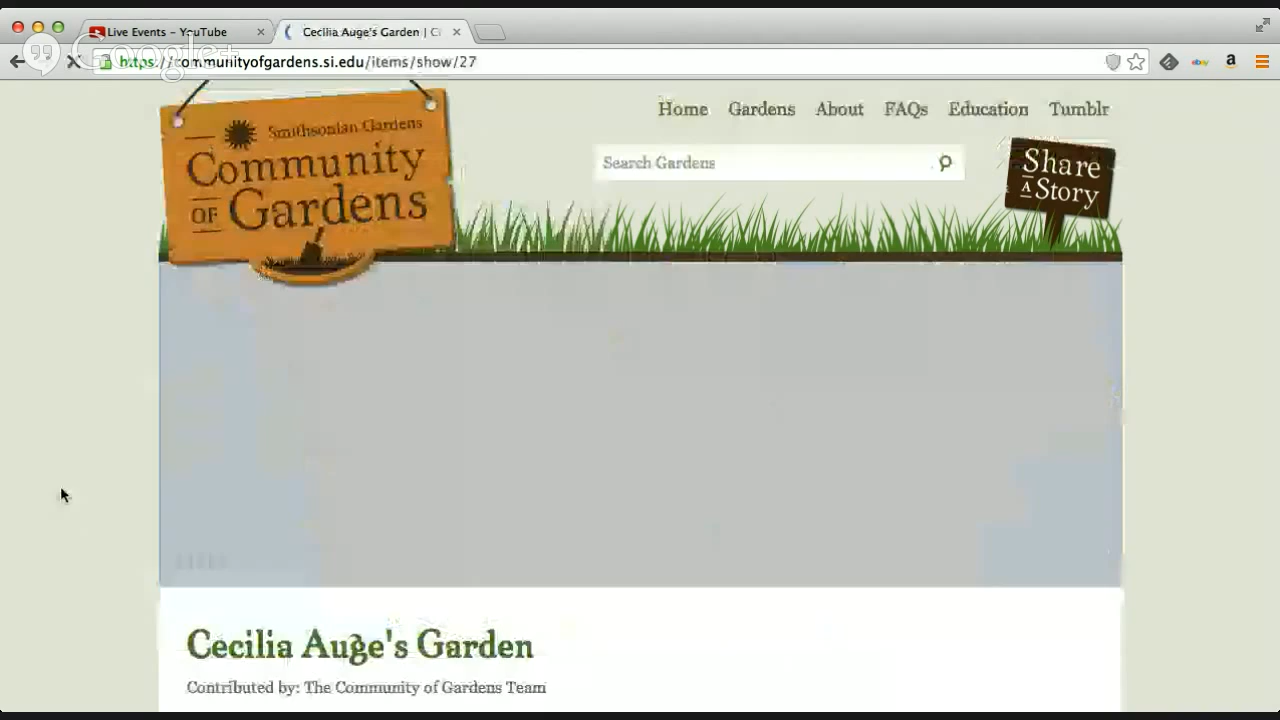 Live Events - YouTube
Cecilia Auge's Garden | C
Google+
https://communityofgardens.si.edu/items/show/27
Home Gardens About FAQs Education Tumblr
Smithsonian Gardens
Community
OF Gardens
Search Gardens
Share
A Story
Cecilia Auge's Garden
Contributed by: The Community of Gardens Team